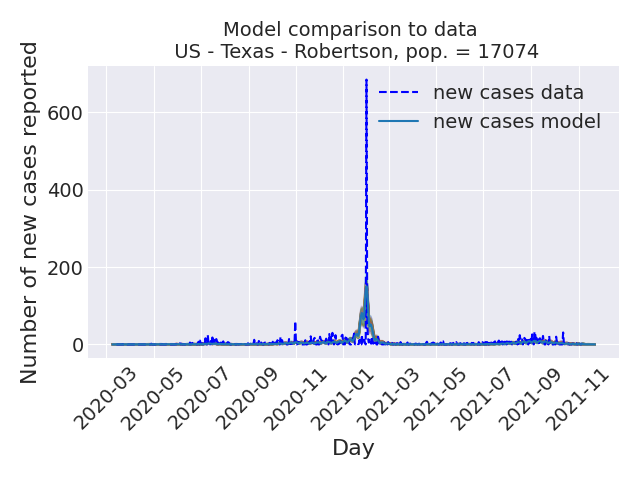 Model comparison to data
US - Texas - Robertson, pop. = 17074
Number of new cases reported
600
400
200
0
new cases data
new cases model
2020-03
2020-05
2020-07
2020-09
2020-11
2021-01
2021-03
2021-05
2021-07
2021-09
2021-11
Day